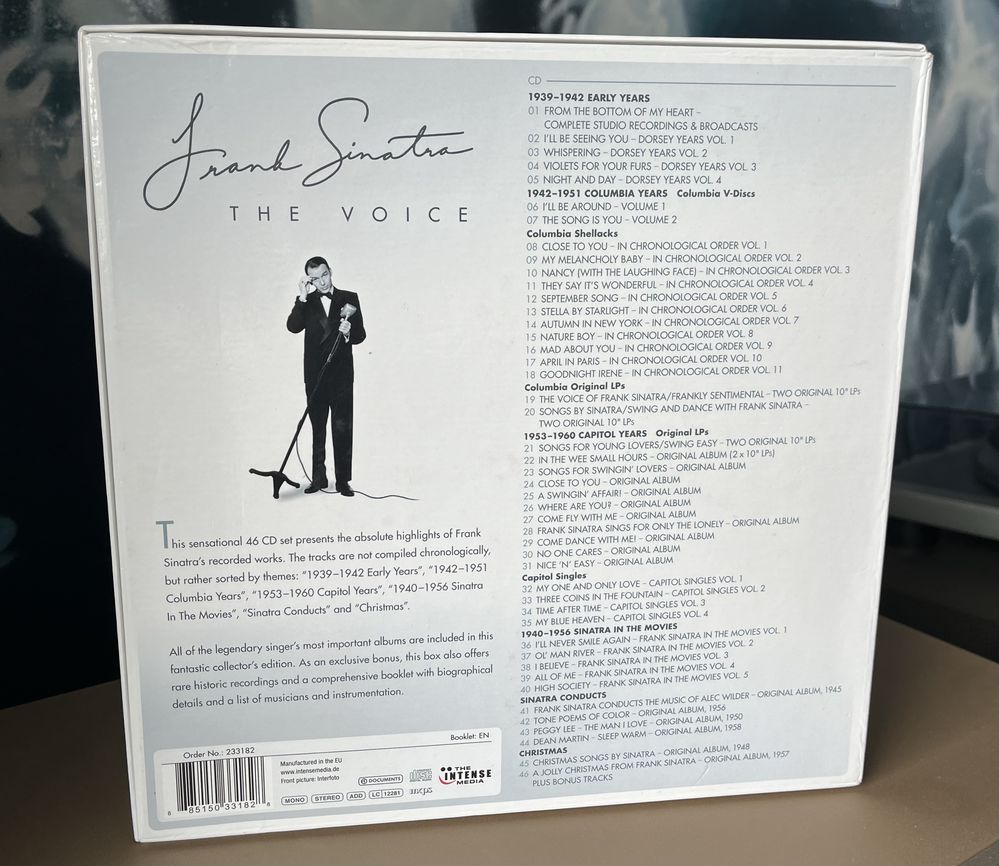 Frank Sinatra
THE VOICE
This sensational 46 CD set presents the absolute highlights of Frank
Sinatra's recorded works. The tracks are not compiled chronologically,
but rather sorted by themes: "1939–1942 Early Years", "1942–1951
Columbia Years", "1953–1960 Capitol Years", "1940–1956 Sinatra
In The Movies", "Sinatra Conducts" and "Christmas".
All of the legendary singer's most important albums are included in this
fantastic collector's edition. As an exclusive bonus, this box also offers
rare historic recordings and a comprehensive booklet with biographical
details and a list of musicians and instrumentation.
Order No.: 233182
Booklet: EN
8 85150 33182 8
Manufactured in the EU
www.intensemedia.de
Front picture: Interfoto
MONO STEREO ADD LC 12281
DOCUMENTS
mcps
THE
INTENSE
MEDIA
CD
1939–1942 EARLY YEARS
01 FROM THE BOTTOM OF MY HEART –
COMPLETE STUDIO RECORDINGS & BROADCASTS
02 I'LL BE SEEING YOU – DORSEY YEARS VOL. 1
03 WHISPERING – DORSEY YEARS VOL. 2
04 VIOLETS FOR YOUR FURS – DORSEY YEARS VOL. 3
05 NIGHT AND DAY – DORSEY YEARS VOL. 4
1942–1951 COLUMBIA YEARS Columbia V-Discs
06 I'LL BE AROUND – VOLUME 1
07 THE SONG IS YOU – VOLUME 2
Columbia Shellacks
08 CLOSE TO YOU – IN CHRONOLOGICAL ORDER VOL. 1
09 MY MELANCHOLY BABY – IN CHRONOLOGICAL ORDER VOL. 2
10 NANCY (WITH THE LAUGHING FACE) – IN CHRONOLOGICAL ORDER VOL. 3
11 THEY SAY IT'S WONDERFUL – IN CHRONOLOGICAL ORDER VOL. 4
12 SEPTEMBER SONG – IN CHRONOLOGICAL ORDER VOL. 5
13 STELLA BY STARLIGHT – IN CHRONOLOGICAL ORDER VOL. 6
14 AUTUMN IN NEW YORK – IN CHRONOLOGICAL ORDER VOL. 7
15 NATURE BOY – IN CHRONOLOGICAL ORDER VOL. 8
16 MAD ABOUT YOU – IN CHRONOLOGICAL ORDER VOL. 9
17 APRIL IN PARIS – IN CHRONOLOGICAL ORDER VOL. 10
18 GOODNIGHT IRENE – IN CHRONOLOGICAL ORDER VOL. 11
Columbia Original LPs
19 THE VOICE OF FRANK SINATRA/FRANKLY SENTIMENTAL – TWO ORIGINAL 10" LPs
20 SONGS BY SINATRA/SWING AND DANCE WITH FRANK SINATRA –
TWO ORIGINAL 10" LPs
1953–1960 CAPITOL YEARS Original LPs
21 SONGS FOR YOUNG LOVERS/SWING EASY – TWO ORIGINAL 10" LPs
22 IN THE WEE SMALL HOURS – ORIGINAL ALBUM (2 x 10" LPs)
23 SONGS FOR SWINGIN' LOVERS – ORIGINAL ALBUM
24 CLOSE TO YOU – ORIGINAL ALBUM
25 A SWINGIN' AFFAIR! – ORIGINAL ALBUM
26 WHERE ARE YOU? – ORIGINAL ALBUM
27 COME FLY WITH ME – ORIGINAL ALBUM
28 FRANK SINATRA SINGS FOR ONLY THE LONELY – ORIGINAL ALBUM
29 COME DANCE WITH ME! – ORIGINAL ALBUM
30 NO ONE CARES – ORIGINAL ALBUM
31 NICE 'N' EASY – ORIGINAL ALBUM
Capitol Singles
32 MY ONE AND ONLY LOVE – CAPITOL SINGLES VOL. 1
33 THREE COINS IN THE FOUNTAIN – CAPITOL SINGLES VOL. 2
34 TIME AFTER TIME – CAPITOL SINGLES VOL. 3
35 MY BLUE HEAVEN – CAPITOL SINGLES VOL. 4
1940–1956 SINATRA IN THE MOVIES
36 I'LL NEVER SMILE AGAIN – FRANK SINATRA IN THE MOVIES VOL. 1
37 OL' MAN RIVER – FRANK SINATRA IN THE MOVIES VOL. 2
38 I BELIEVE – FRANK SINATRA IN THE MOVIES VOL. 3
39 ALL OF ME – FRANK SINATRA IN THE MOVIES VOL. 4
40 HIGH SOCIETY – FRANK SINATRA IN THE MOVIES VOL. 5
SINATRA CONDUCTS
41 FRANK SINATRA CONDUCTS THE MUSIC OF ALEC WILDER – ORIGINAL ALBUM, 1945
42 TONE POEMS OF COLOR – ORIGINAL ALBUM, 1956
43 PEGGY LEE – THE MAN I LOVE – ORIGINAL ALBUM, 1950
44 DEAN MARTIN – SLEEP WARM – ORIGINAL ALBUM, 1958
CHRISTMAS
45 CHRISTMAS SONGS BY SINATRA – ORIGINAL ALBUM, 1948
46 A JOLLY CHRISTMAS FROM FRANK SINATRA – ORIGINAL ALBUM, 1957
PLUS BONUS TRACKS